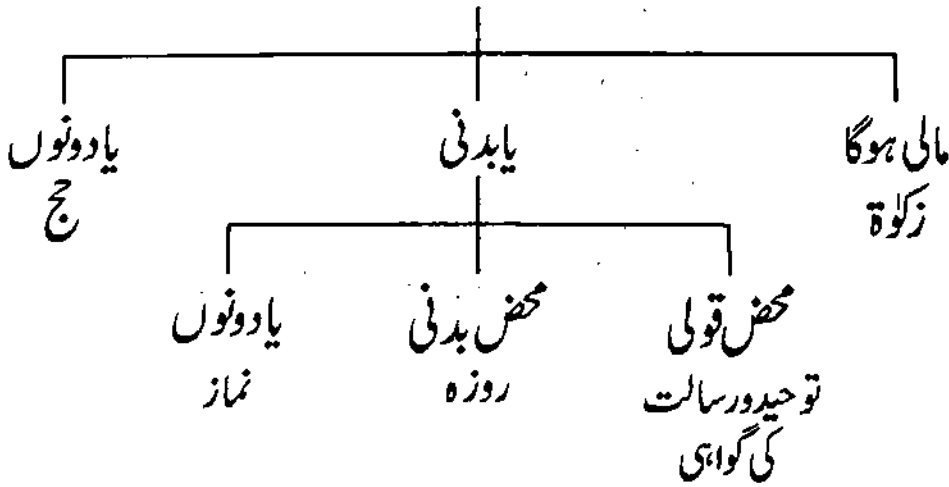 مالی ہوگا
زکوٰۃ
یا بدنی
یا دونوں
حج
محض قولی
توحید و رسالت
کی گواہی
محض بدنی
روزہ
یا دونوں
نماز